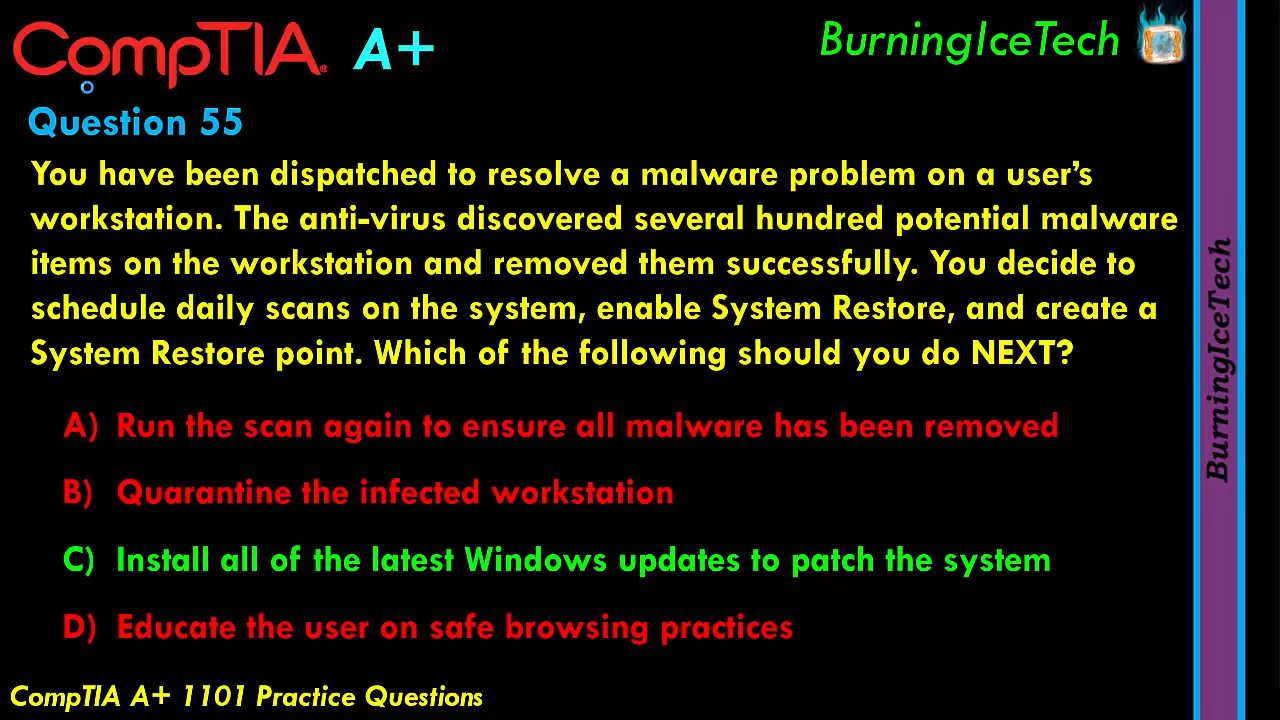 CompTIA® A+
BurningIceTech
Question 55
You have been dispatched to resolve a malware problem on a user's
workstation. The anti-virus discovered several hundred potential malware
items on the workstation and removed them successfully. You decide to
schedule daily scans on the system, enable System Restore, and create a
System Restore point. Which of the following should you do NEXT?
A) Run the scan again to ensure all malware has been removed
B) Quarantine the infected workstation
C) Install all of the latest Windows updates to patch the system
D) Educate the user on safe browsing practices
CompTIA A+ 1101 Practice Questions
BurningIceTech